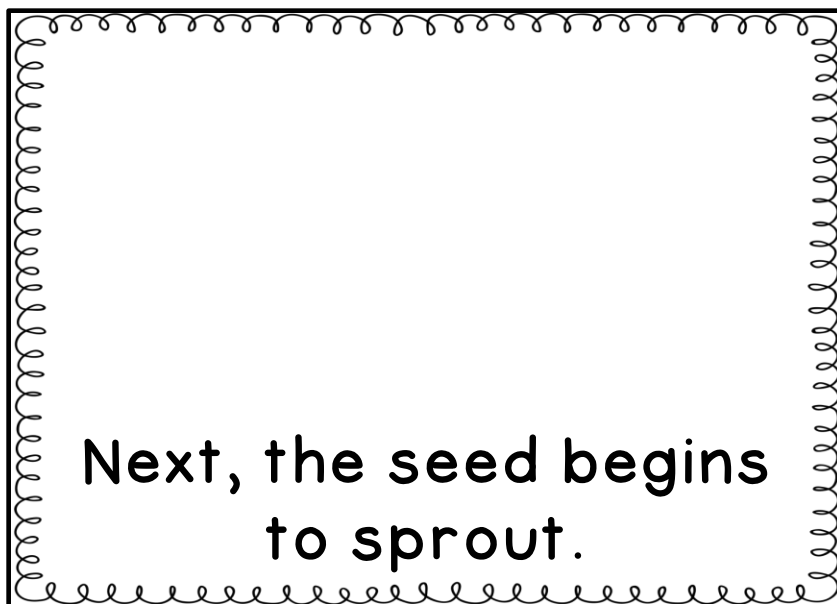 Next, the seed begins
to sprout.